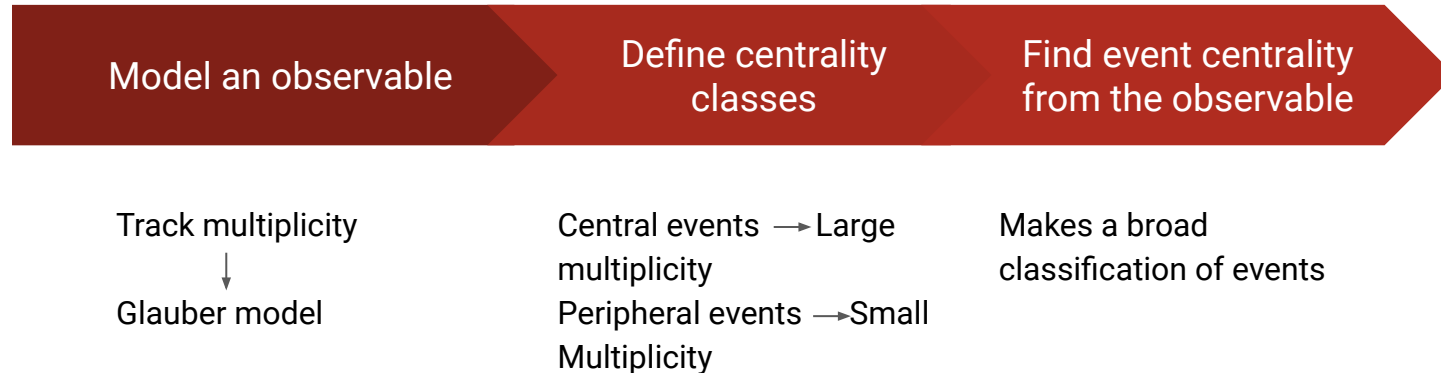 Model an observable
Define centrality
classes
Find event centrality
from the observable
Track multiplicity
Glauber model
Central events → Large
multiplicity
Peripheral events → Small
Multiplicity
Makes a broad
classification of events